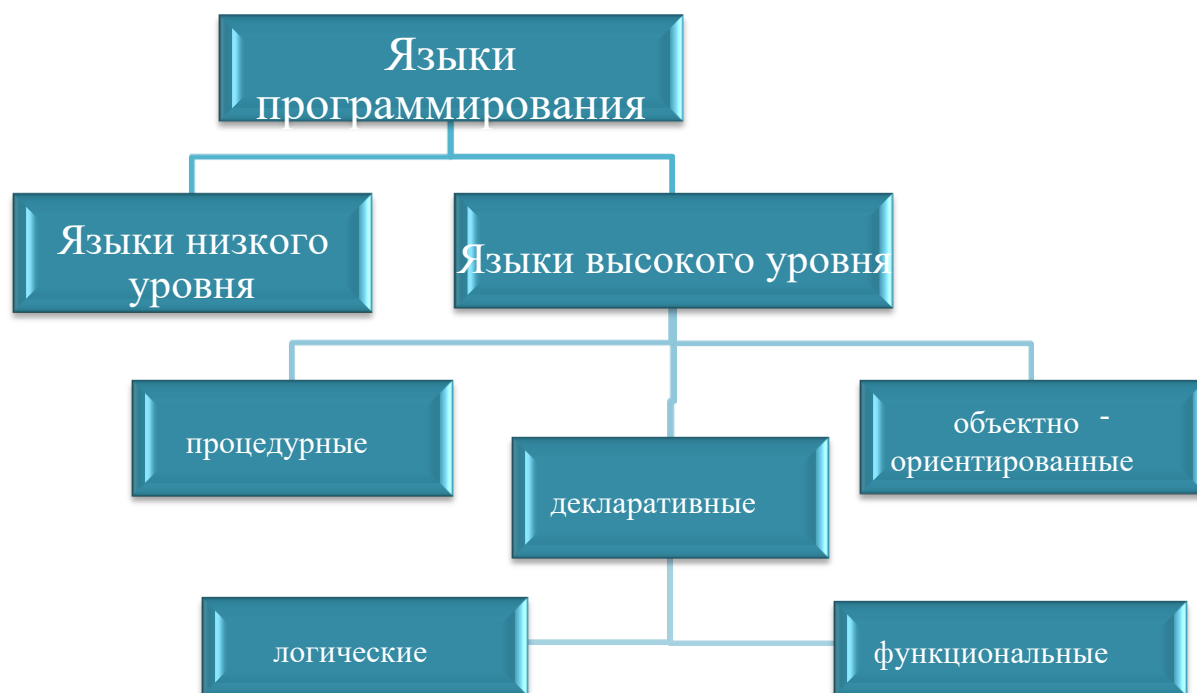 Языки
программирования
Языки низкого
уровня
Языки высокого уровня
процедурные
объектно -
ориентированные
декларативные
логические
функциональные